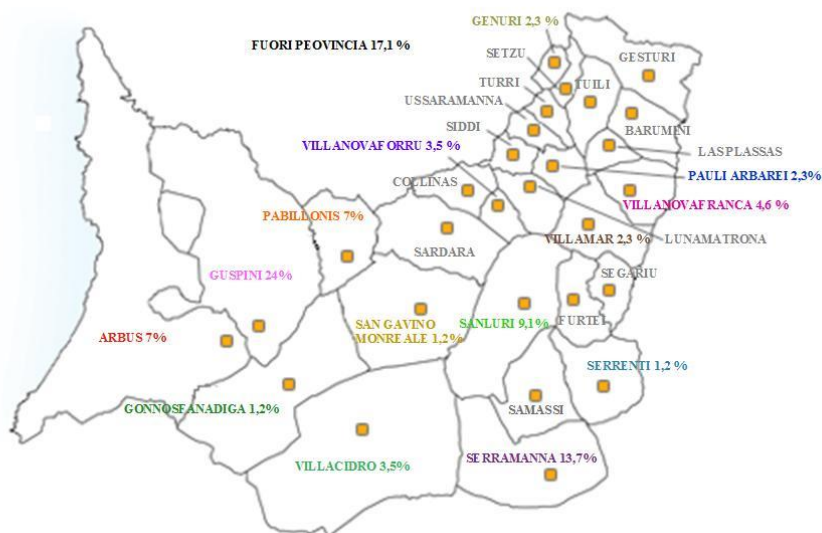 GENURI 2,3 %
FUORI PEOVINCIA 17,1 %
SETZU
GESTURI
TURRI
TUILI
USSARAMANNA
SIDDI
BARUMINI
VILLANOVAFORRU 3,5 %
LAS PLASSAS
PAULI ARBAREI 2,3%
COLLINAS
VILLANOVAFRANCA 4,6 %
PABILLONIS 7%
VILLAMAR 2,3 %
LUNAMATRONA
SARDARA
GUSPINI 24%
SEGARIU
SAN GAVINO
MONREALE 1,2%
SANLURI 9,1%
FURTEI
ARBUS 7%
SERRENTI 1,2 %
GONNOSFANADIGA 1,2%
SAMASSI
VILLACIDRO 3,5%
SERRAMANNA 13,7%